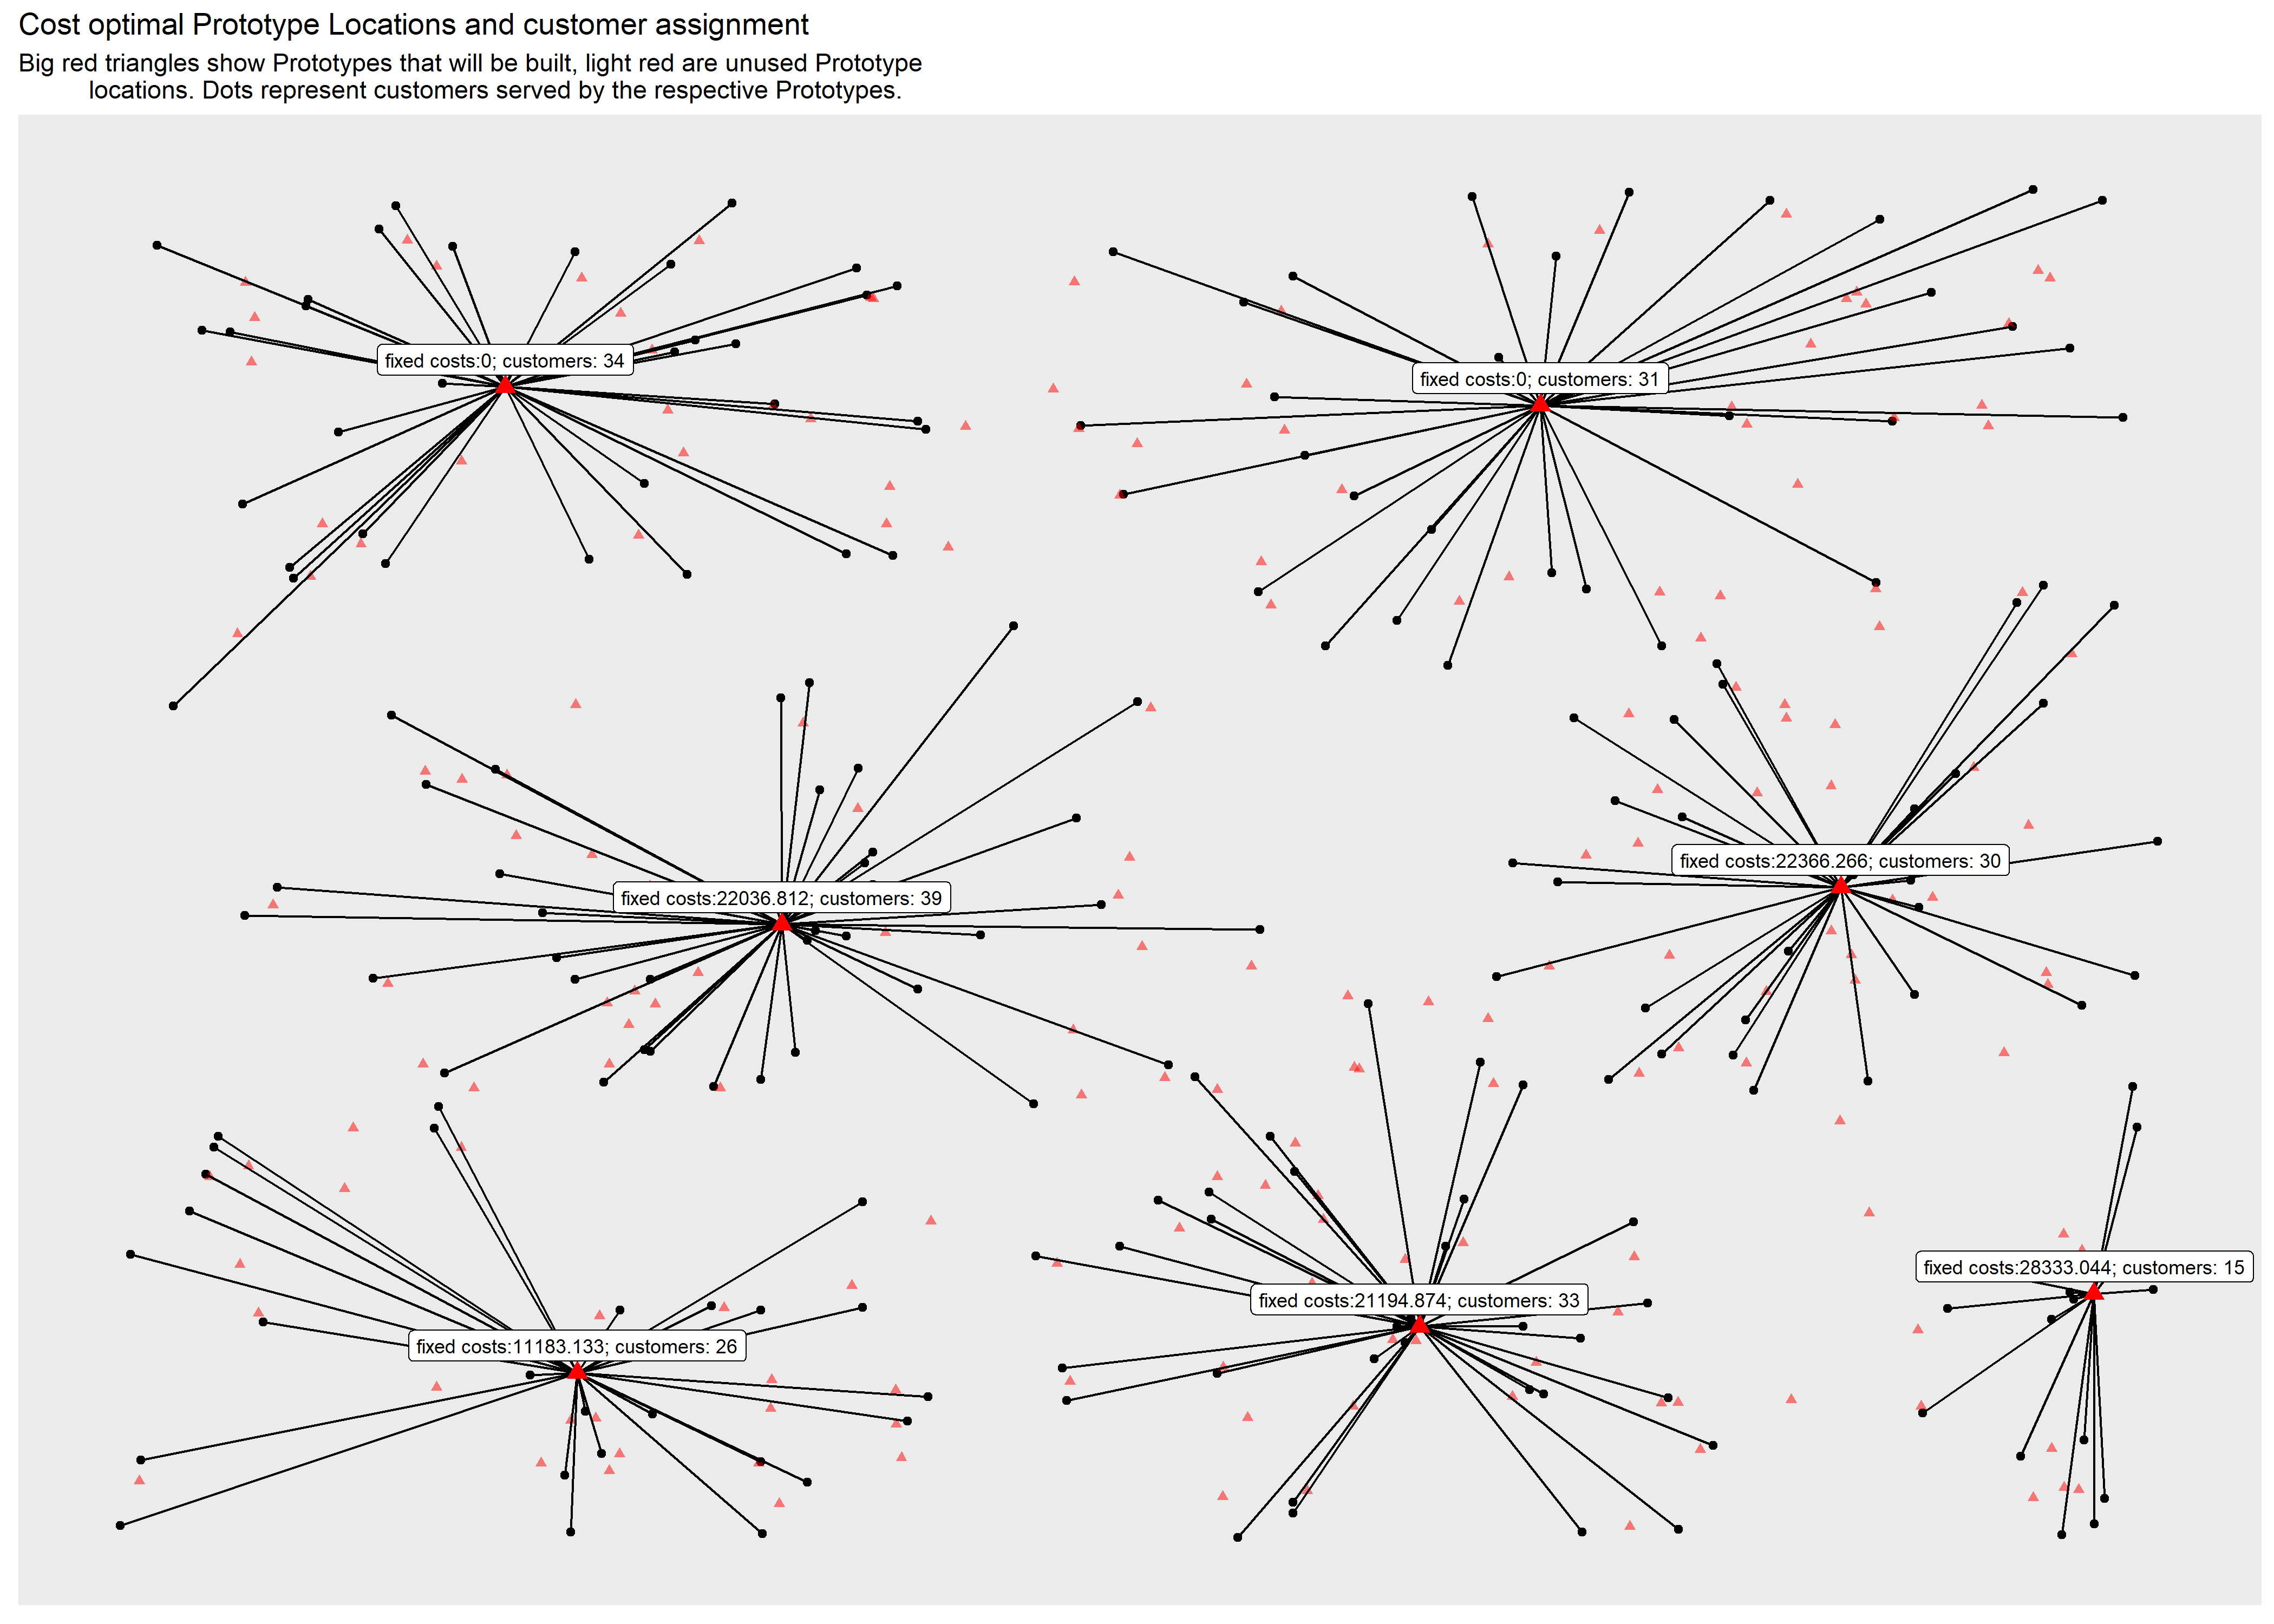 Cost optimal Prototype Locations and customer assignment
Big red triangles show Prototypes that will be built, light red are unused Prototype
locations. Dots represent customers served by the respective Prototypes.
fixed costs:0; customers: 34
fixed costs:0; customers: 31
fixed costs:22366.266; customers: 30
fixed costs:22036.812; customers: 39
fixed costs:28333.044; customers: 15
fixed costs:21194.874; customers: 33
fixed costs:11183.133; customers: 26